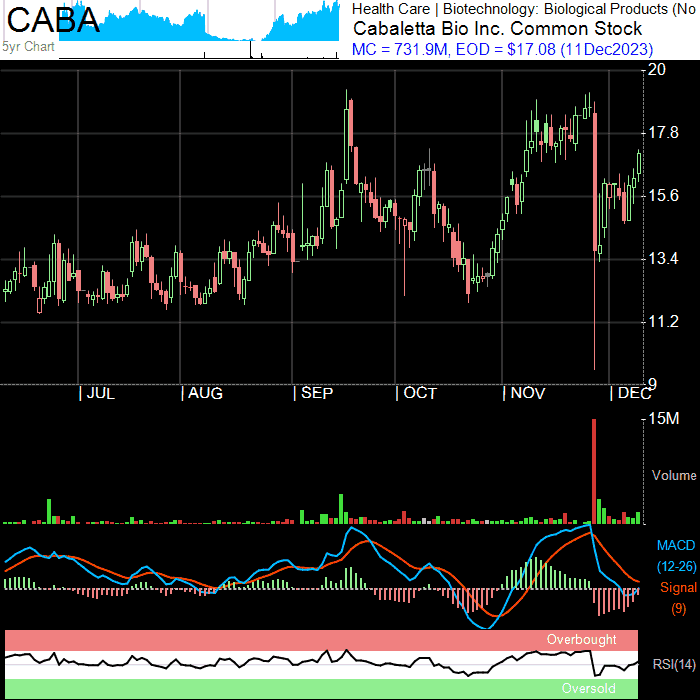 CABA
5yr Chart
Health Care | Biotechnology: Biological Products (No
Cabaletta Bio Inc. Common Stock
MC = 731.9M, EOD = $17.08 (11Dec2023)
20
17.8
15.6
13.4
11.2
9
| JUL | AUG | SEP | OCT | NOV | DEC
15M
Volume
MACD
(12-26)
Signal
(9)
Overbought
RSI(14)
Oversold